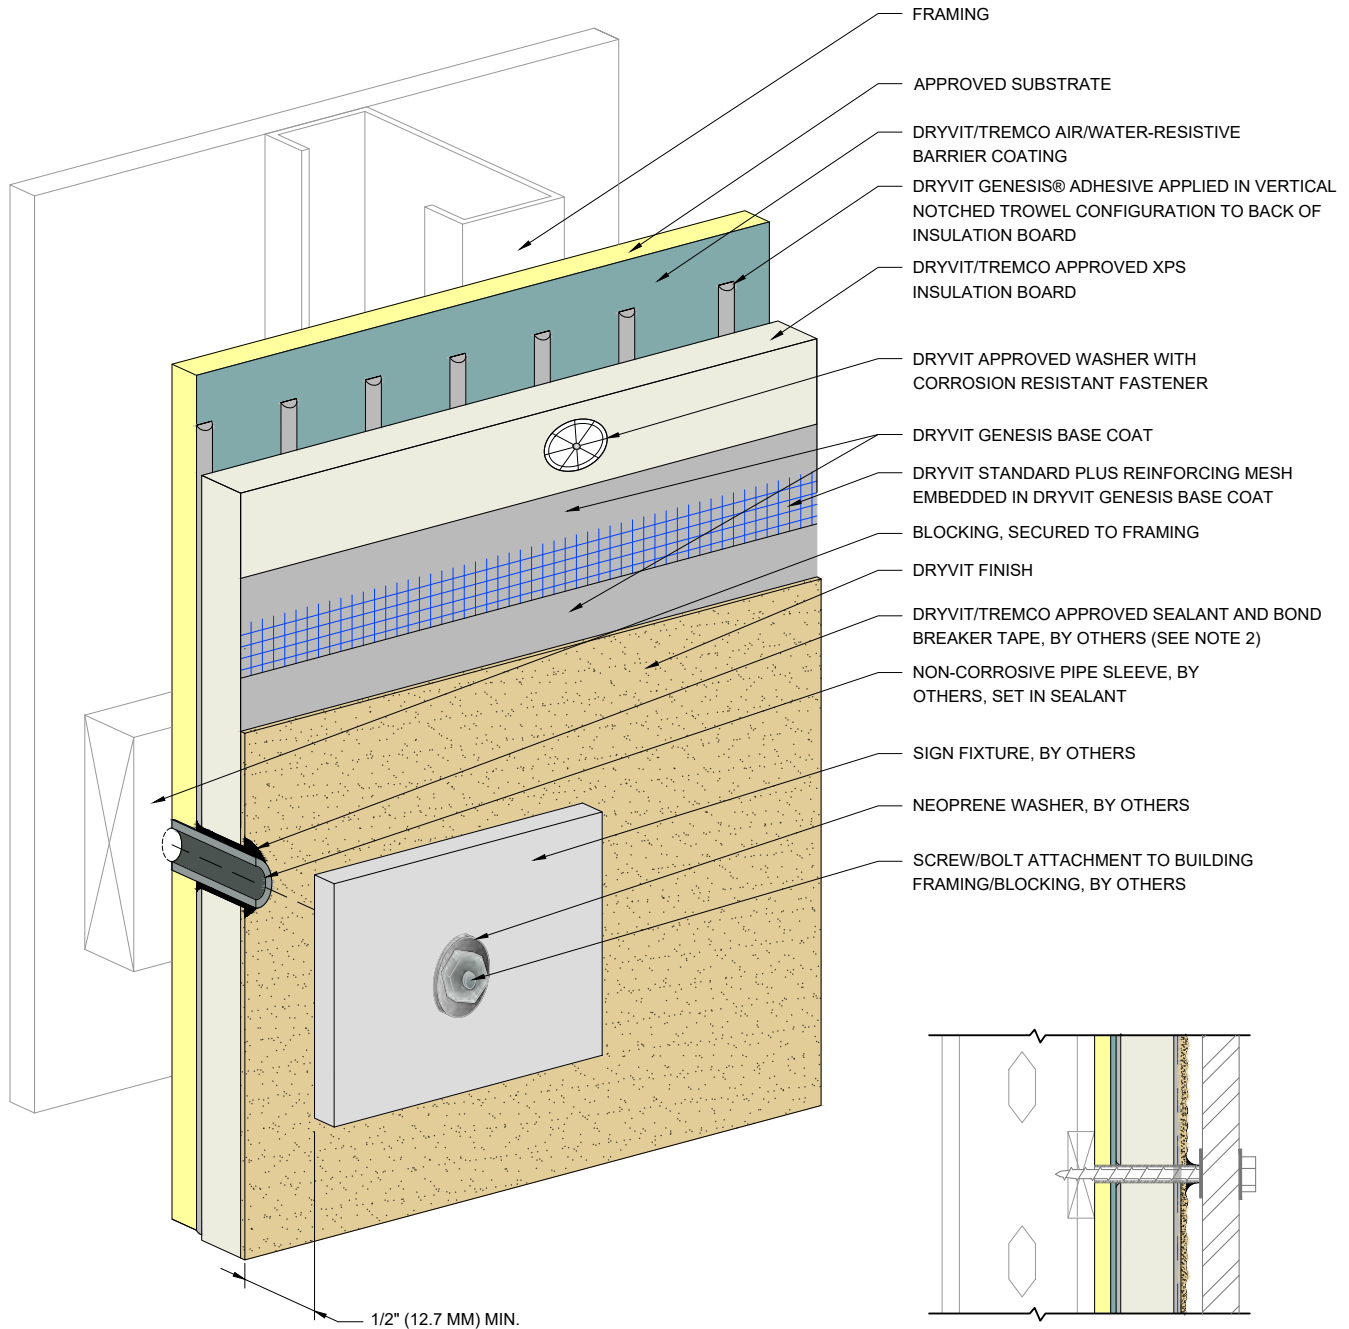 FRAMING
APPROVED SUBSTRATE
DRYVIT/TREMCO AIR/WATER-RESISTIVE
BARRIER COATING
DRYVIT GENESIS® ADHESIVE APPLIED IN VERTICAL
NOTCHED TROWEL CONFIGURATION TO BACK OF
INSULATION BOARD
DRYVIT/TREMCO APPROVED XPS
INSULATION BOARD
DRYVIT APPROVED WASHER WITH
CORROSION RESISTANT FASTENER
DRYVIT GENESIS BASE COAT
DRYVIT STANDARD PLUS REINFORCING MESH
EMBEDDED IN DRYVIT GENESIS BASE COAT
BLOCKING, SECURED TO FRAMING
DRYVIT FINISH
DRYVIT/TREMCO APPROVED SEALANT AND BOND
BREAKER TAPE, BY OTHERS (SEE NOTE 2)
NON-CORROSIVE PIPE SLEEVE, BY
OTHERS, SET IN SEALANT
SIGN FIXTURE, BY OTHERS
NEOPRENE WASHER, BY OTHERS
SCREW/BOLT ATTACHMENT TO BUILDING
FRAMING/BLOCKING, BY OTHERS
1/2" (12.7 MM) MIN.